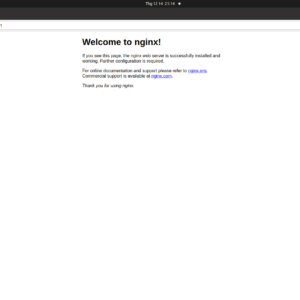 Thg 12 14 23:16
Welcome to nginx!
If you see this page, the nginx web server is successfully installed and
working. Further configuration is required.
For online documentation and support please refer to nginx.org.
Commercial support is available at nginx.com.
Thank you for using nginx.